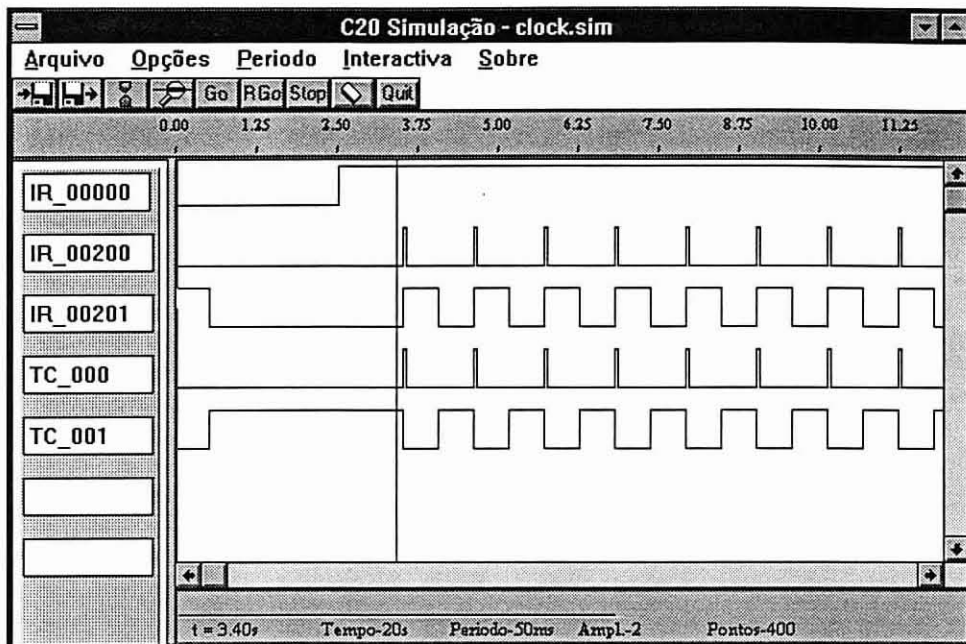 C20 Simulação - clock.sim
Arquivo Opções Periodo Interactiva Sobre
Go RGo Stop Quit
0.00 1.25 2.50 3.75 5.00 6.25 7.50 8.75 10.00 11.25
IR_00000
IR_00200
IR_00201
TC_000
TC_001
t = 3.40s Tempo-20s Periodo-50ms Ampl.-2 Pontos-400